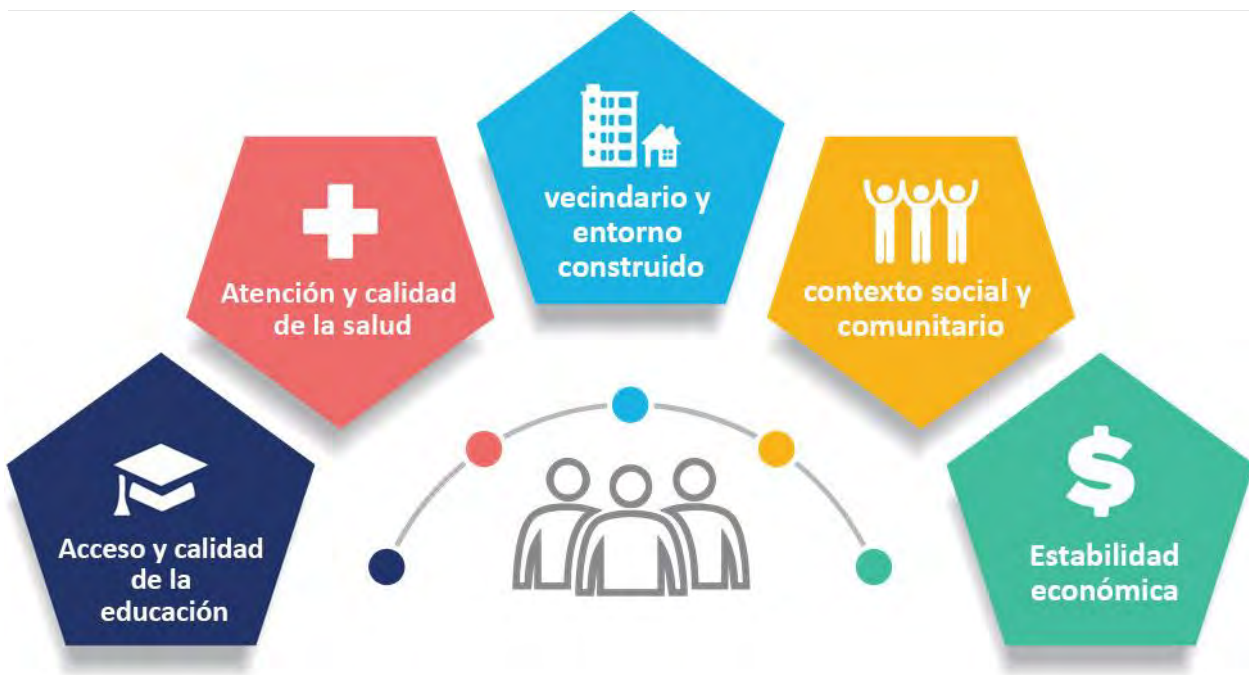 Acceso y calidad
de la
educación
Atención y calidad
de la salud
vecindario y
entorno
construido
contexto social y
comunitario
$
Estabilidad
económica